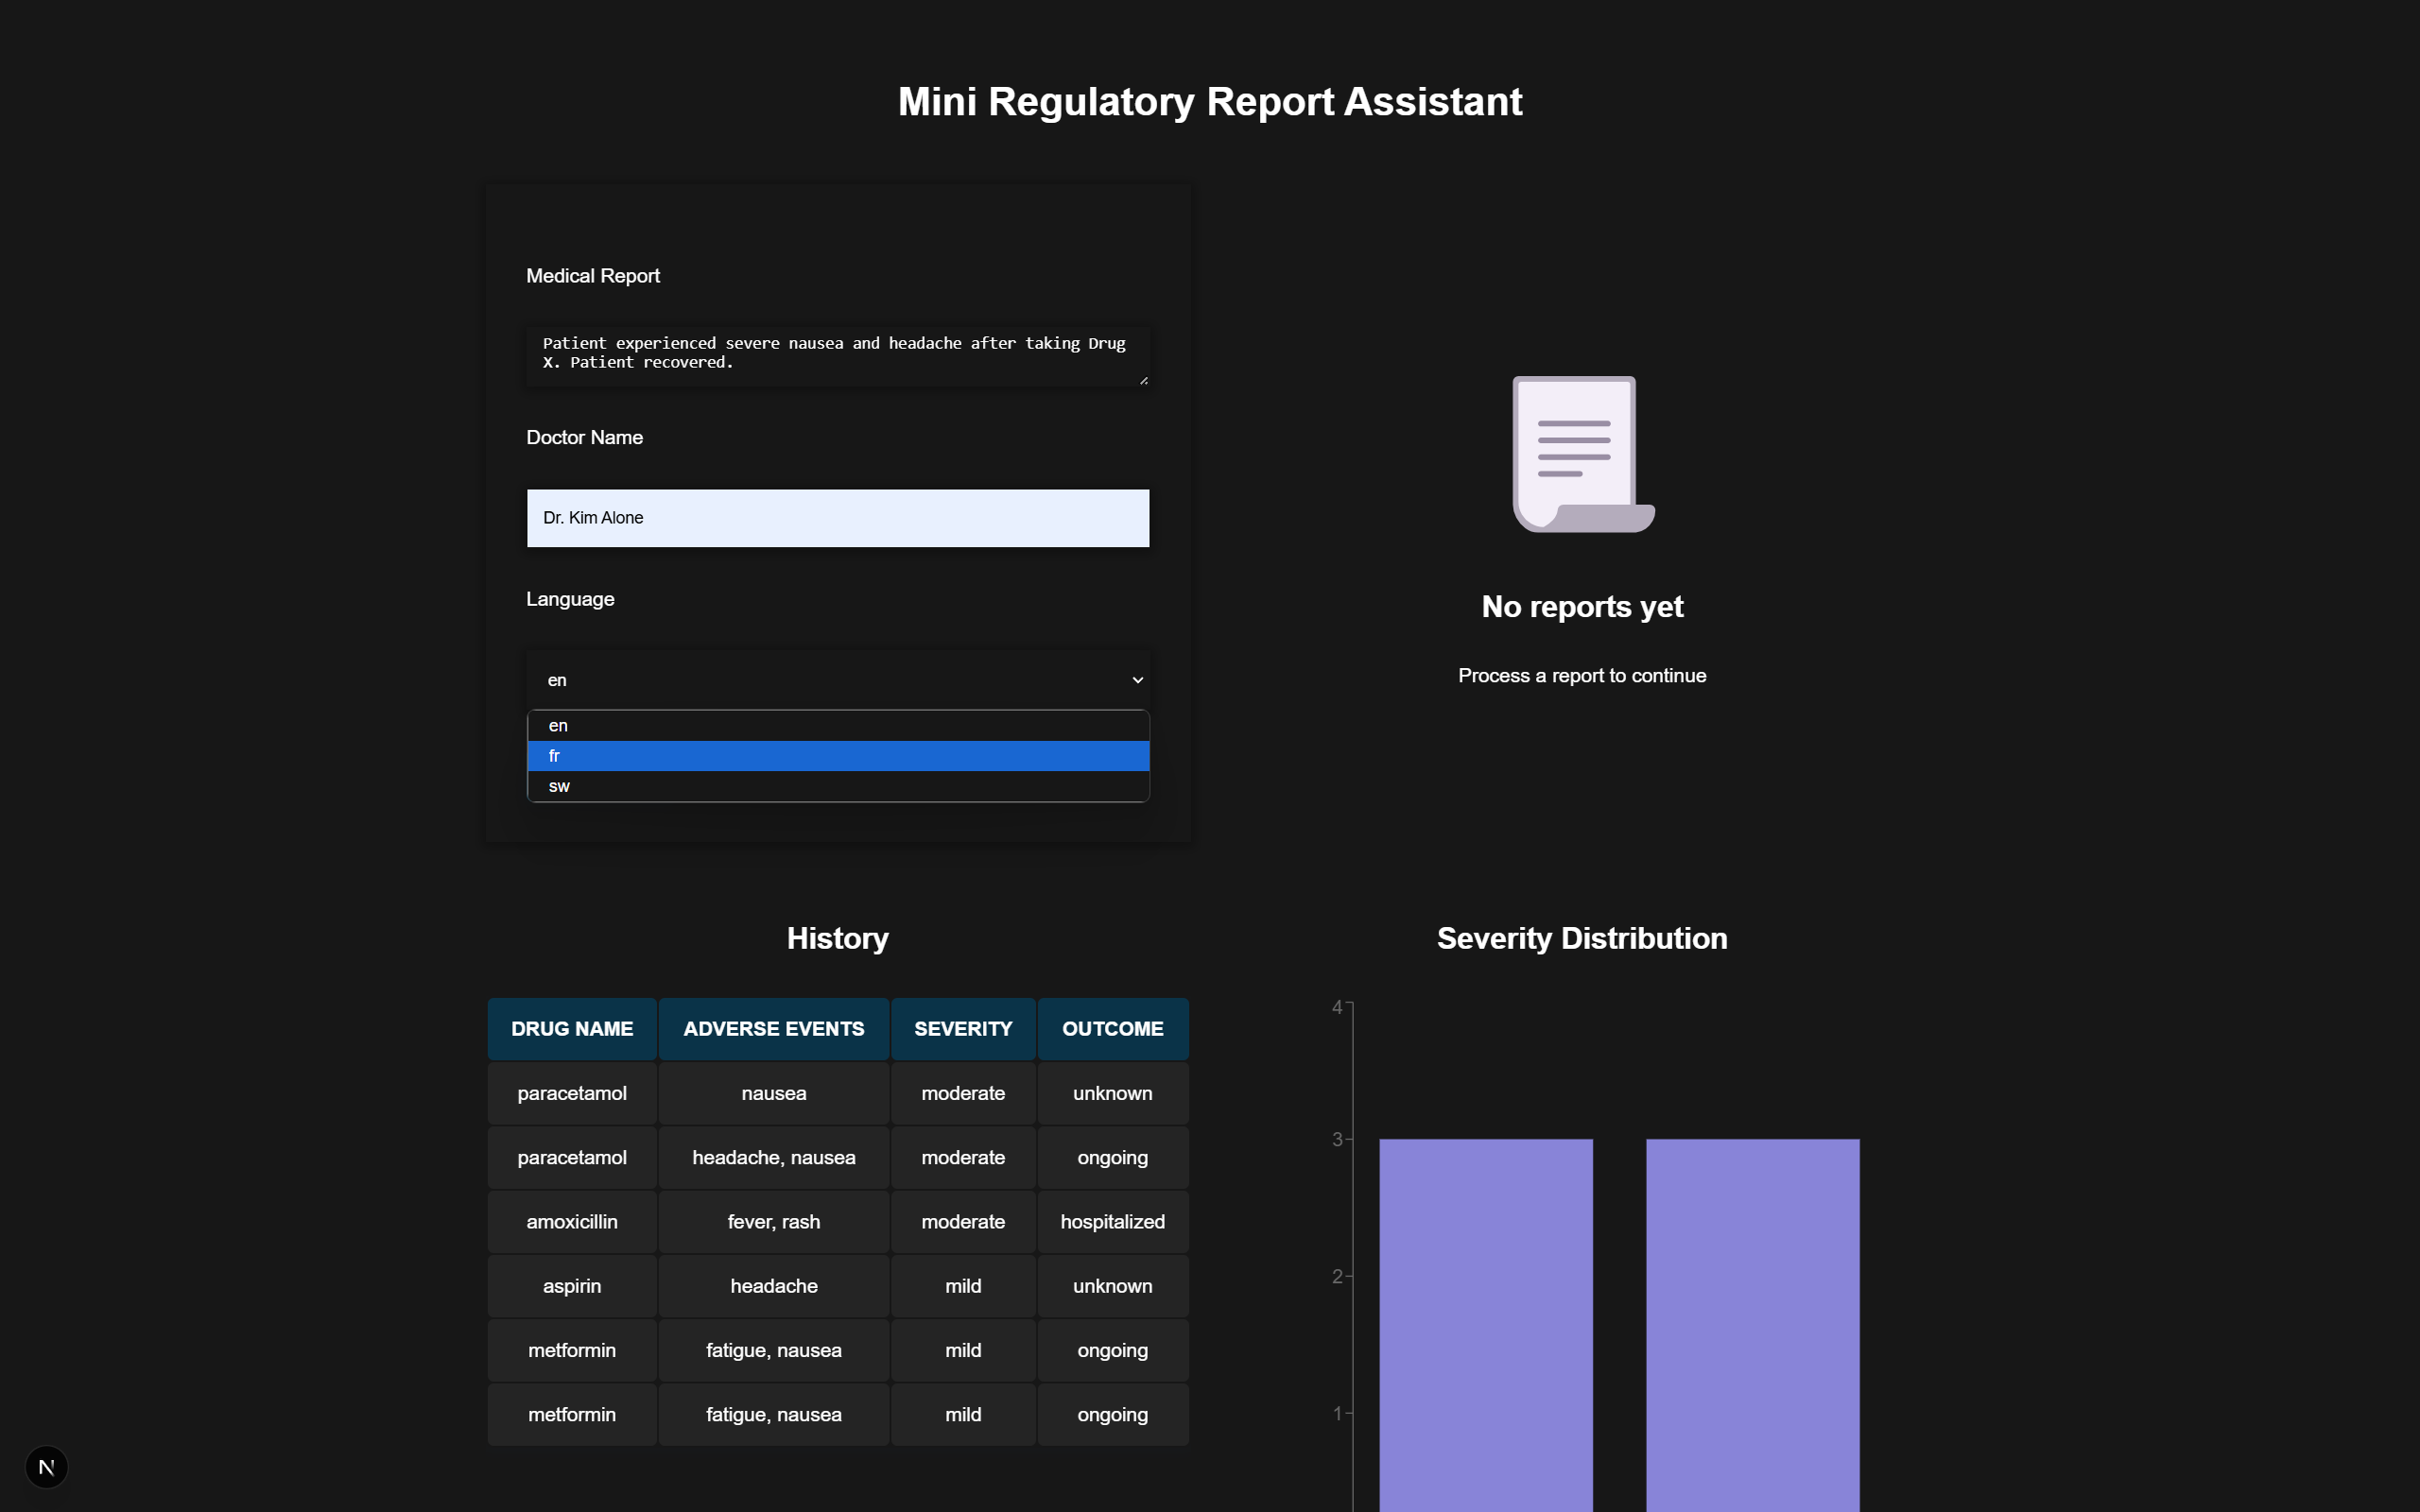 Mini Regulatory Report Assistant
Medical Report
Patient experienced severe nausea and headache after taking Drug
X. Patient recovered.
Doctor Name
Dr. Kim Alone
Language
en
en
fr
sw
No reports yet
Process a report to continue
History
DRUG NAME ADVERSE EVENTS SEVERITY OUTCOME
paracetamol nausea moderate unknown
paracetamol headache, nausea moderate ongoing
amoxicillin fever, rash moderate hospitalized
aspirin headache mild unknown
metformin fatigue, nausea mild ongoing
metformin fatigue, nausea mild ongoing
Severity Distribution
4
3
2
1
N